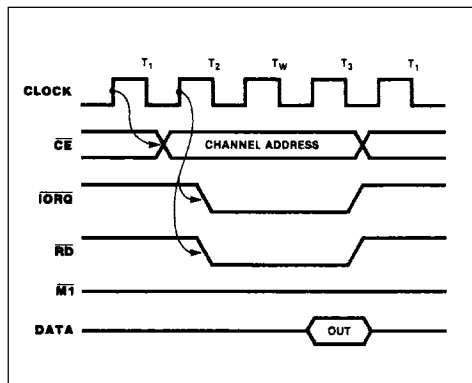 T1 T2 TW T3 T1
CLOCK
CE CHANNEL ADDRESS
IORQ
RD
M1
DATA OUT